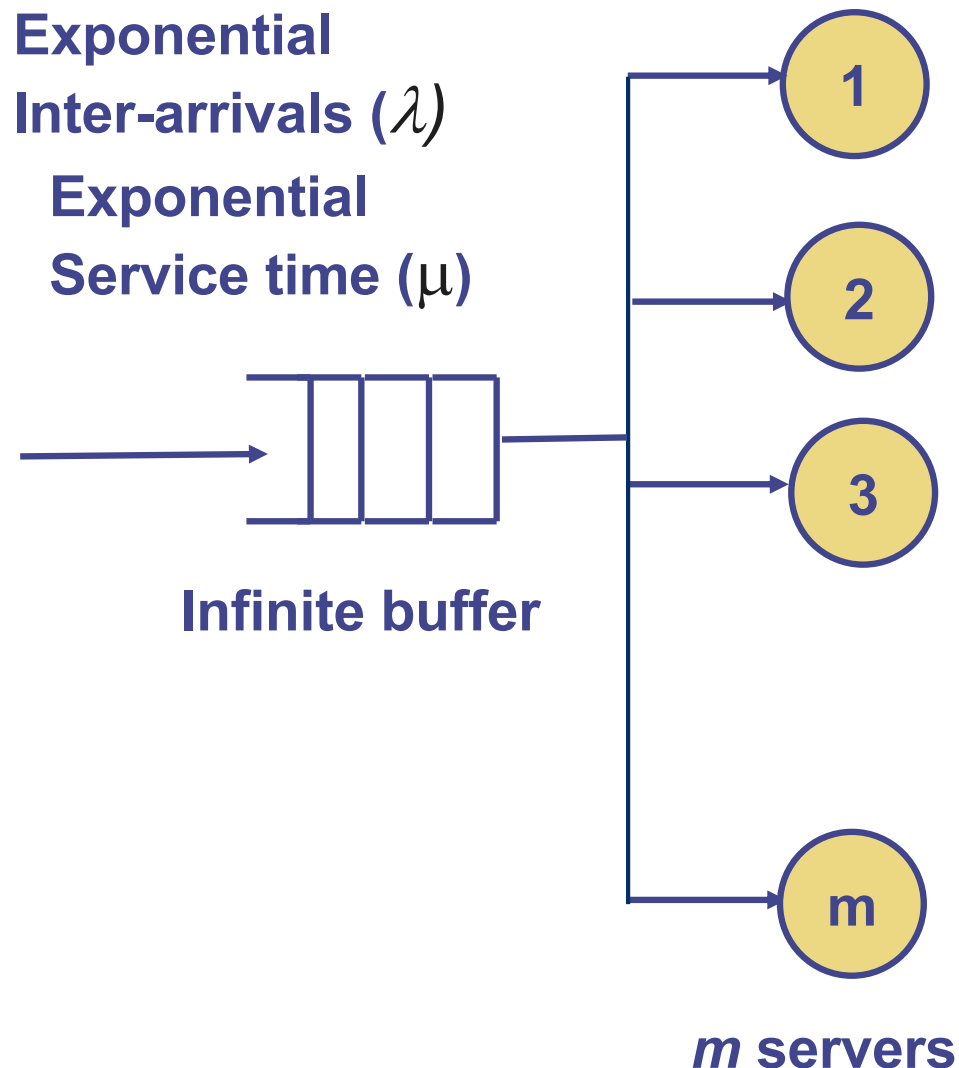 Exponential
Inter-arrivals (λ)
Exponential
Service time (μ)
Infinite buffer
1
2
3
m
m servers